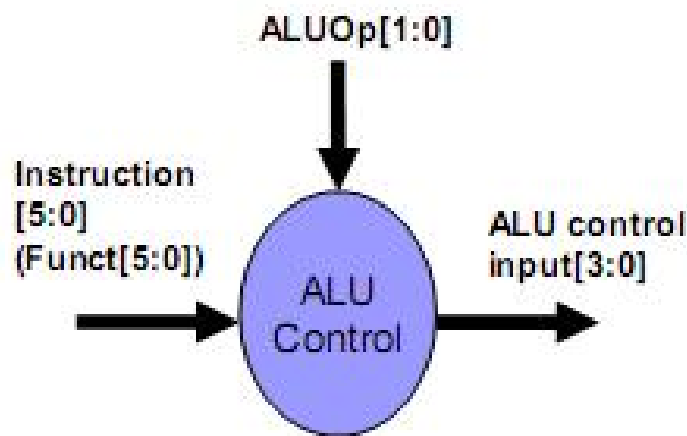 ALUOp[1:0]
Instruction
[5:0]
(Funct[5:0])
ALU control
input[3:0]
ALU
Control